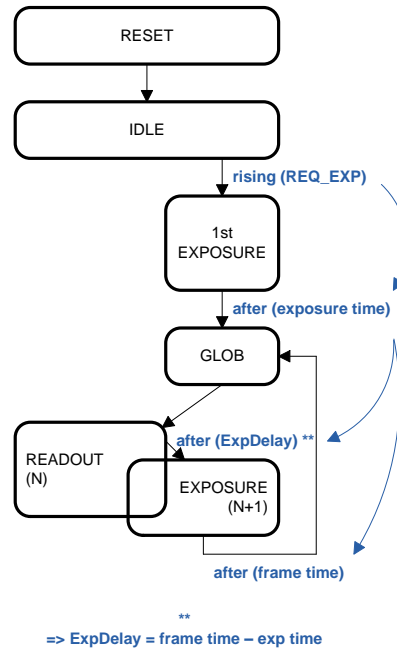 RESET
IDLE
rising (REQ_EXP)
1st
EXPOSURE
after (exposure time)
GLOB
after (ExpDelay) **
READOUT
(N)
EXPOSURE
(N+1)
after (frame time)
**
=> ExpDelay = frame time – exp time